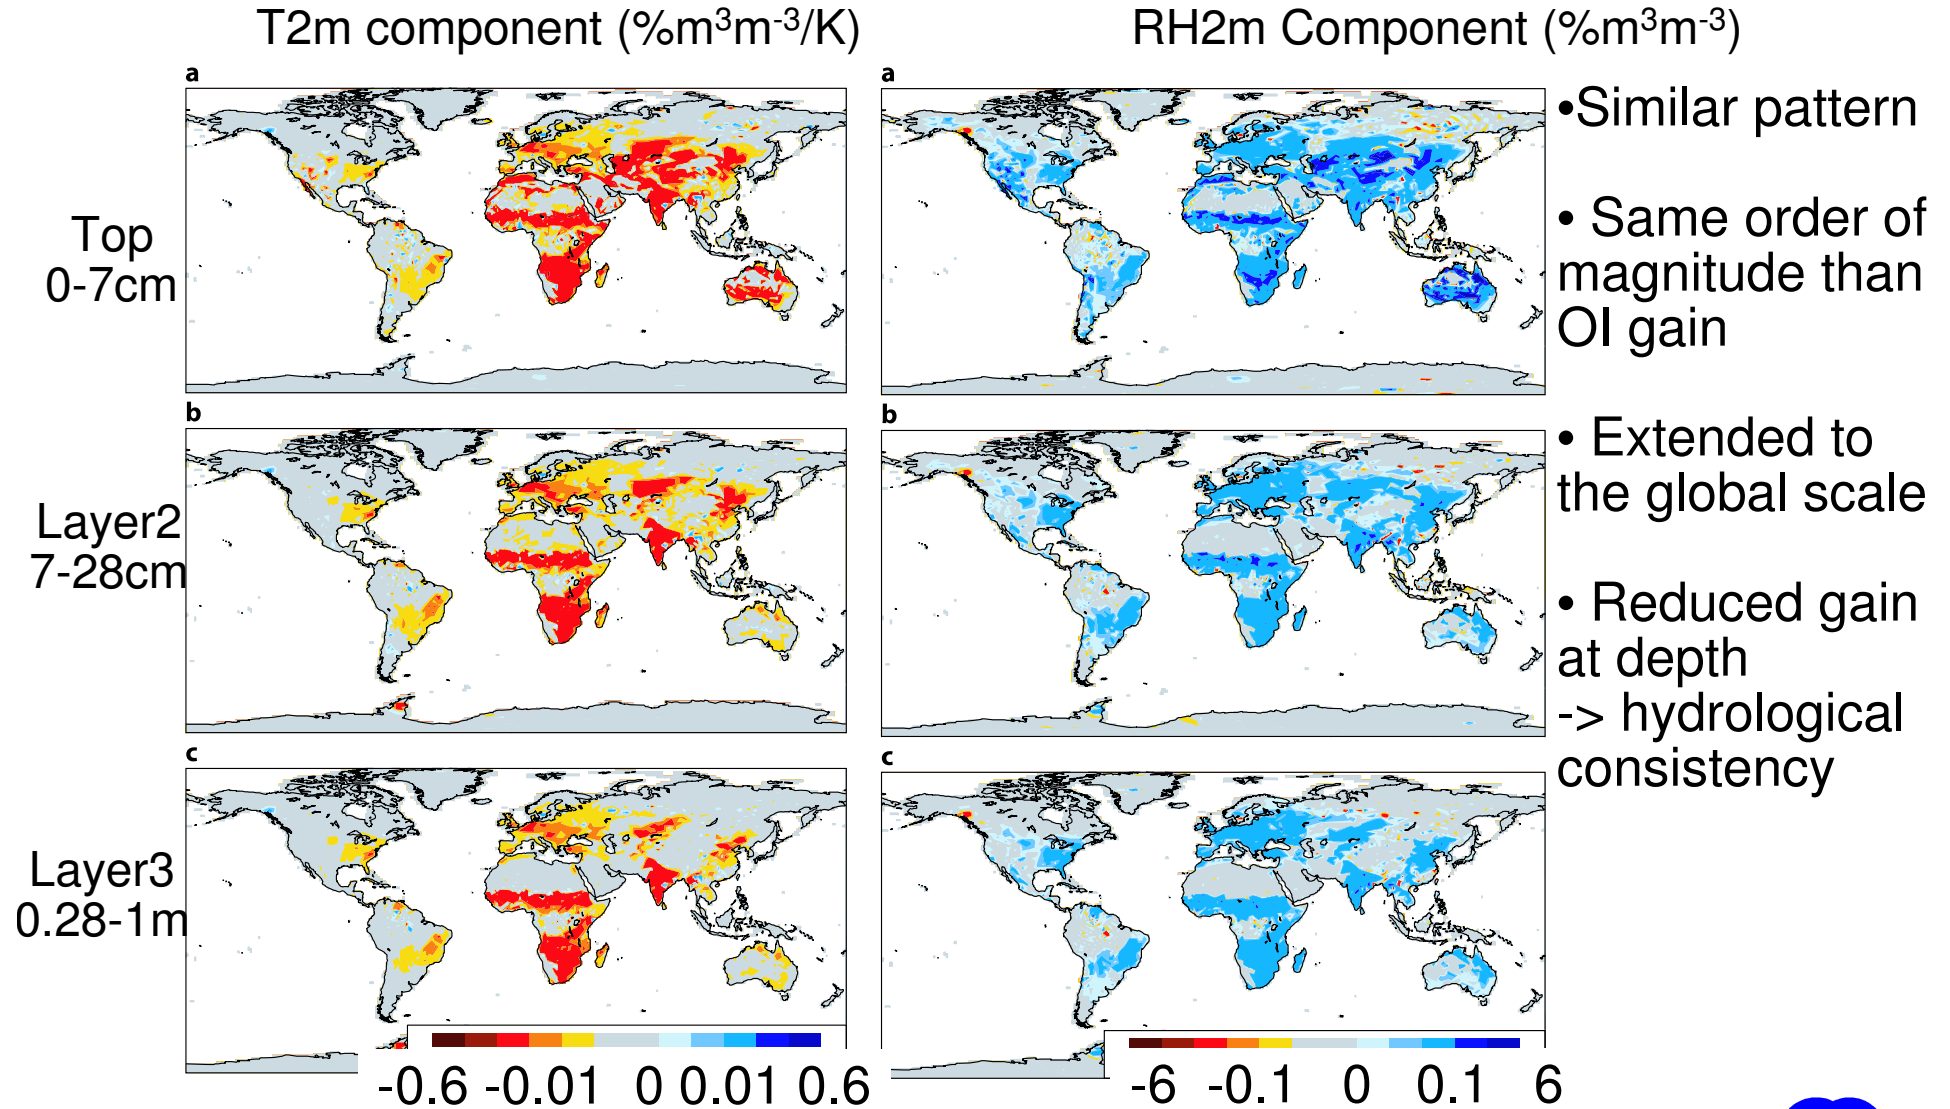 T2m component (%m³m⁻³/K)
RH2m Component (%m³m⁻³)
a
a
Top
0-7cm
b
b
Layer2
7-28cm
c
c
Layer3
0.28-1m
-0.6 -0.01 0 0.01 0.6
-6 -0.1 0 0.1 6
•Similar pattern
• Same order of
magnitude than
OI gain
• Extended to
the global scale
• Reduced gain
at depth
-> hydrological
consistency